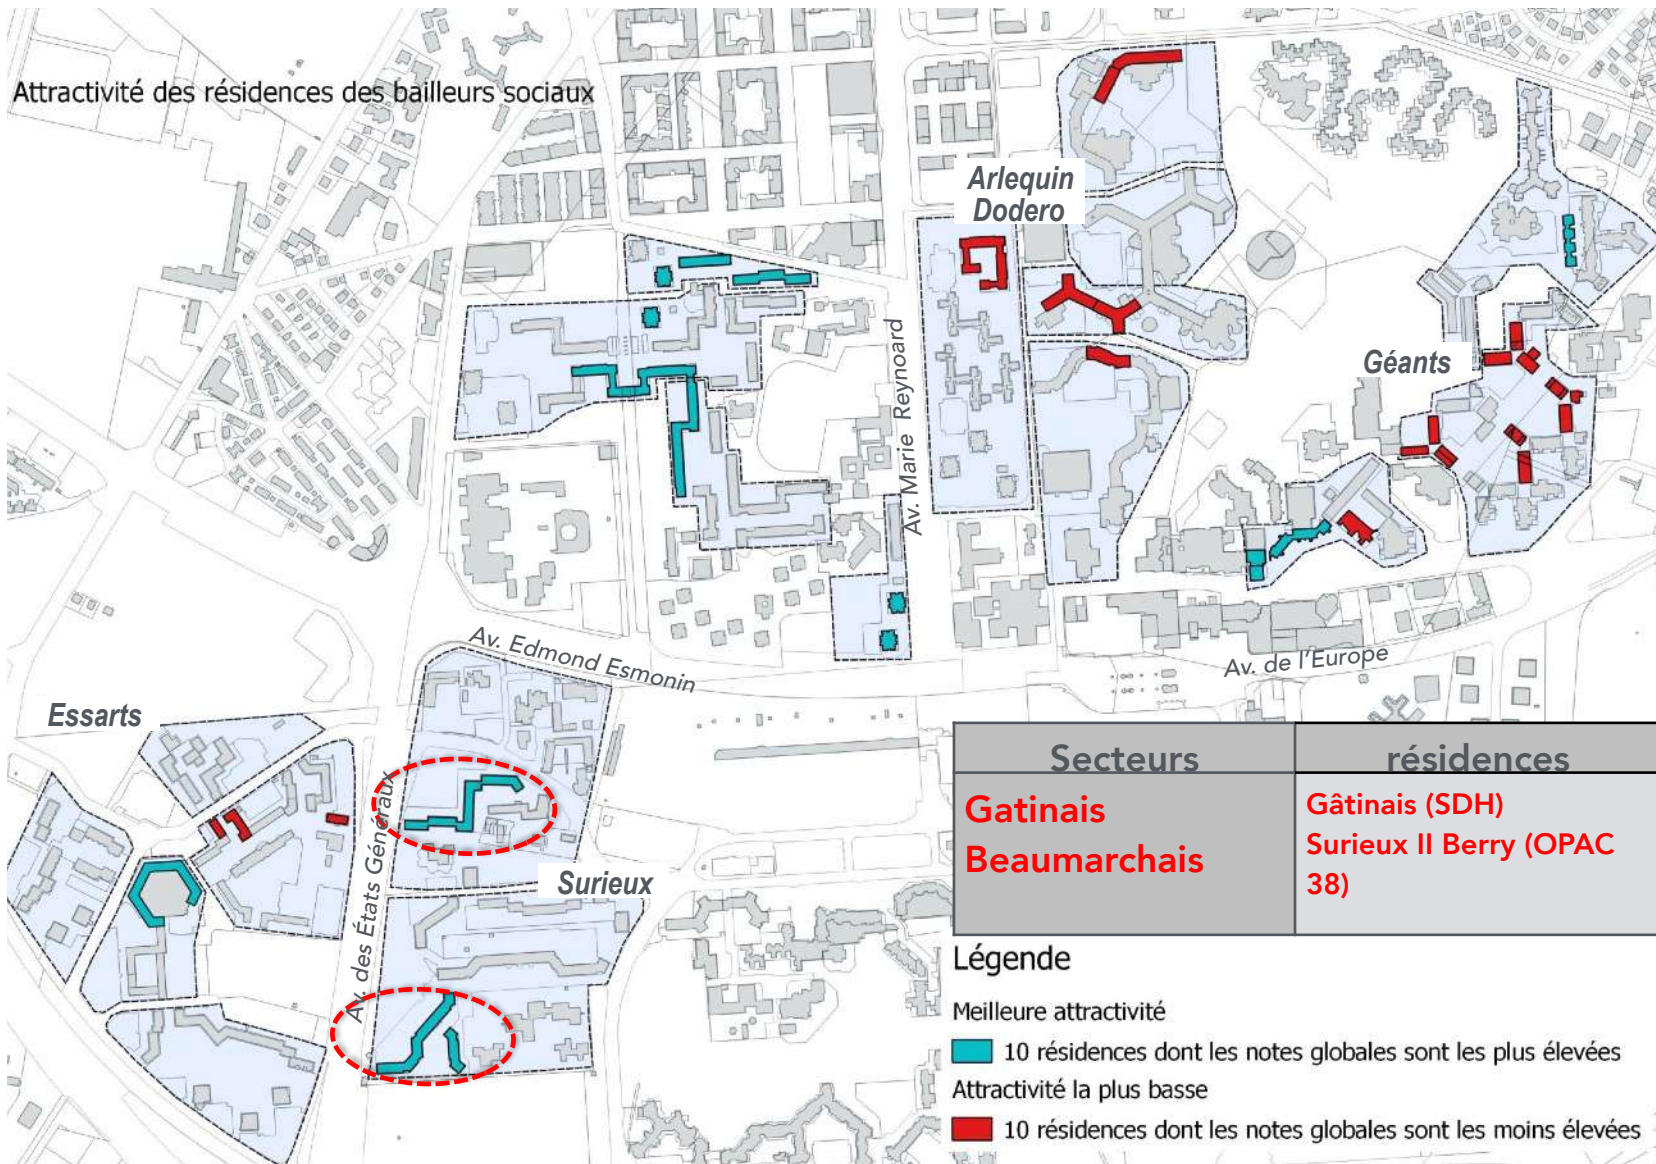 Attractivité des résidences des bailleurs sociaux
Arlequin
Dodero
Géants
Av. Marie Reynoard
Av. Edmond Esmonin
Av. de l'Europe
Essarts
Av. des États Généraux
Surieux
Secteurs
résidences
Gatinais
Beaumarchais
Gâtinais (SDH)
Surieux II Berry (OPAC
38)
Légende
Meilleure attractivité
10 résidences dont les notes globales sont les plus élevées
Attractivité la plus basse
10 résidences dont les notes globales sont les moins élevées